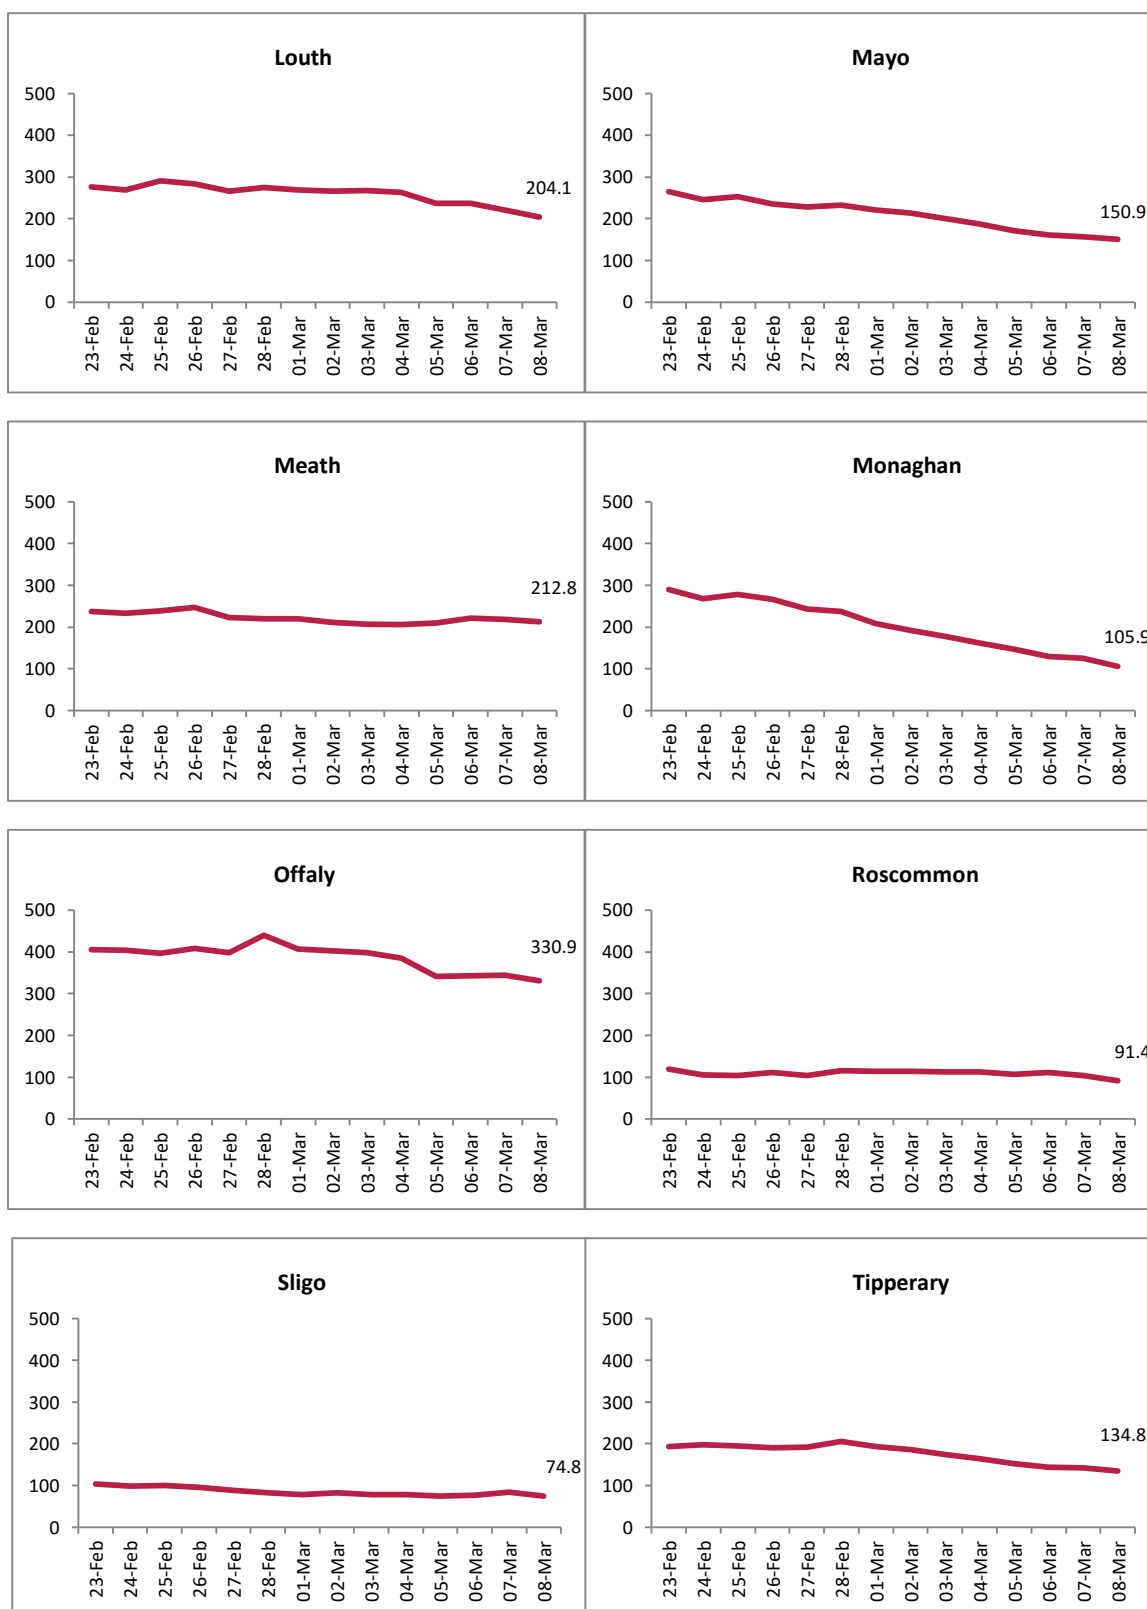 Louth
500
400
300
200
100
0
204.1
23-Feb
24-Feb
25-Feb
26-Feb
27-Feb
28-Feb
01-Mar
02-Mar
03-Mar
04-Mar
05-Mar
06-Mar
07-Mar
08-Mar
Mayo
500
400
300
200
100
0
150.9
23-Feb
24-Feb
25-Feb
26-Feb
27-Feb
28-Feb
01-Mar
02-Mar
03-Mar
04-Mar
05-Mar
06-Mar
07-Mar
08-Mar
Meath
500
400
300
200
100
0
212.8
23-Feb
24-Feb
25-Feb
26-Feb
27-Feb
28-Feb
01-Mar
02-Mar
03-Mar
04-Mar
05-Mar
06-Mar
07-Mar
08-Mar
Monaghan
500
400
300
200
100
0
105.9
23-Feb
24-Feb
25-Feb
26-Feb
27-Feb
28-Feb
01-Mar
02-Mar
03-Mar
04-Mar
05-Mar
06-Mar
07-Mar
08-Mar
Offaly
500
400
300
200
100
0
330.9
23-Feb
24-Feb
25-Feb
26-Feb
27-Feb
28-Feb
01-Mar
02-Mar
03-Mar
04-Mar
05-Mar
06-Mar
07-Mar
08-Mar
Roscommon
500
400
300
200
100
0
91.4
23-Feb
24-Feb
25-Feb
26-Feb
27-Feb
28-Feb
01-Mar
02-Mar
03-Mar
04-Mar
05-Mar
06-Mar
07-Mar
08-Mar
Sligo
500
400
300
200
100
0
74.8
23-Feb
24-Feb
25-Feb
26-Feb
27-Feb
28-Feb
01-Mar
02-Mar
03-Mar
04-Mar
05-Mar
06-Mar
07-Mar
08-Mar
Tipperary
500
400
300
200
100
0
134.8
23-Feb
24-Feb
25-Feb
26-Feb
27-Feb
28-Feb
01-Mar
02-Mar
03-Mar
04-Mar
05-Mar
06-Mar
07-Mar
08-Mar